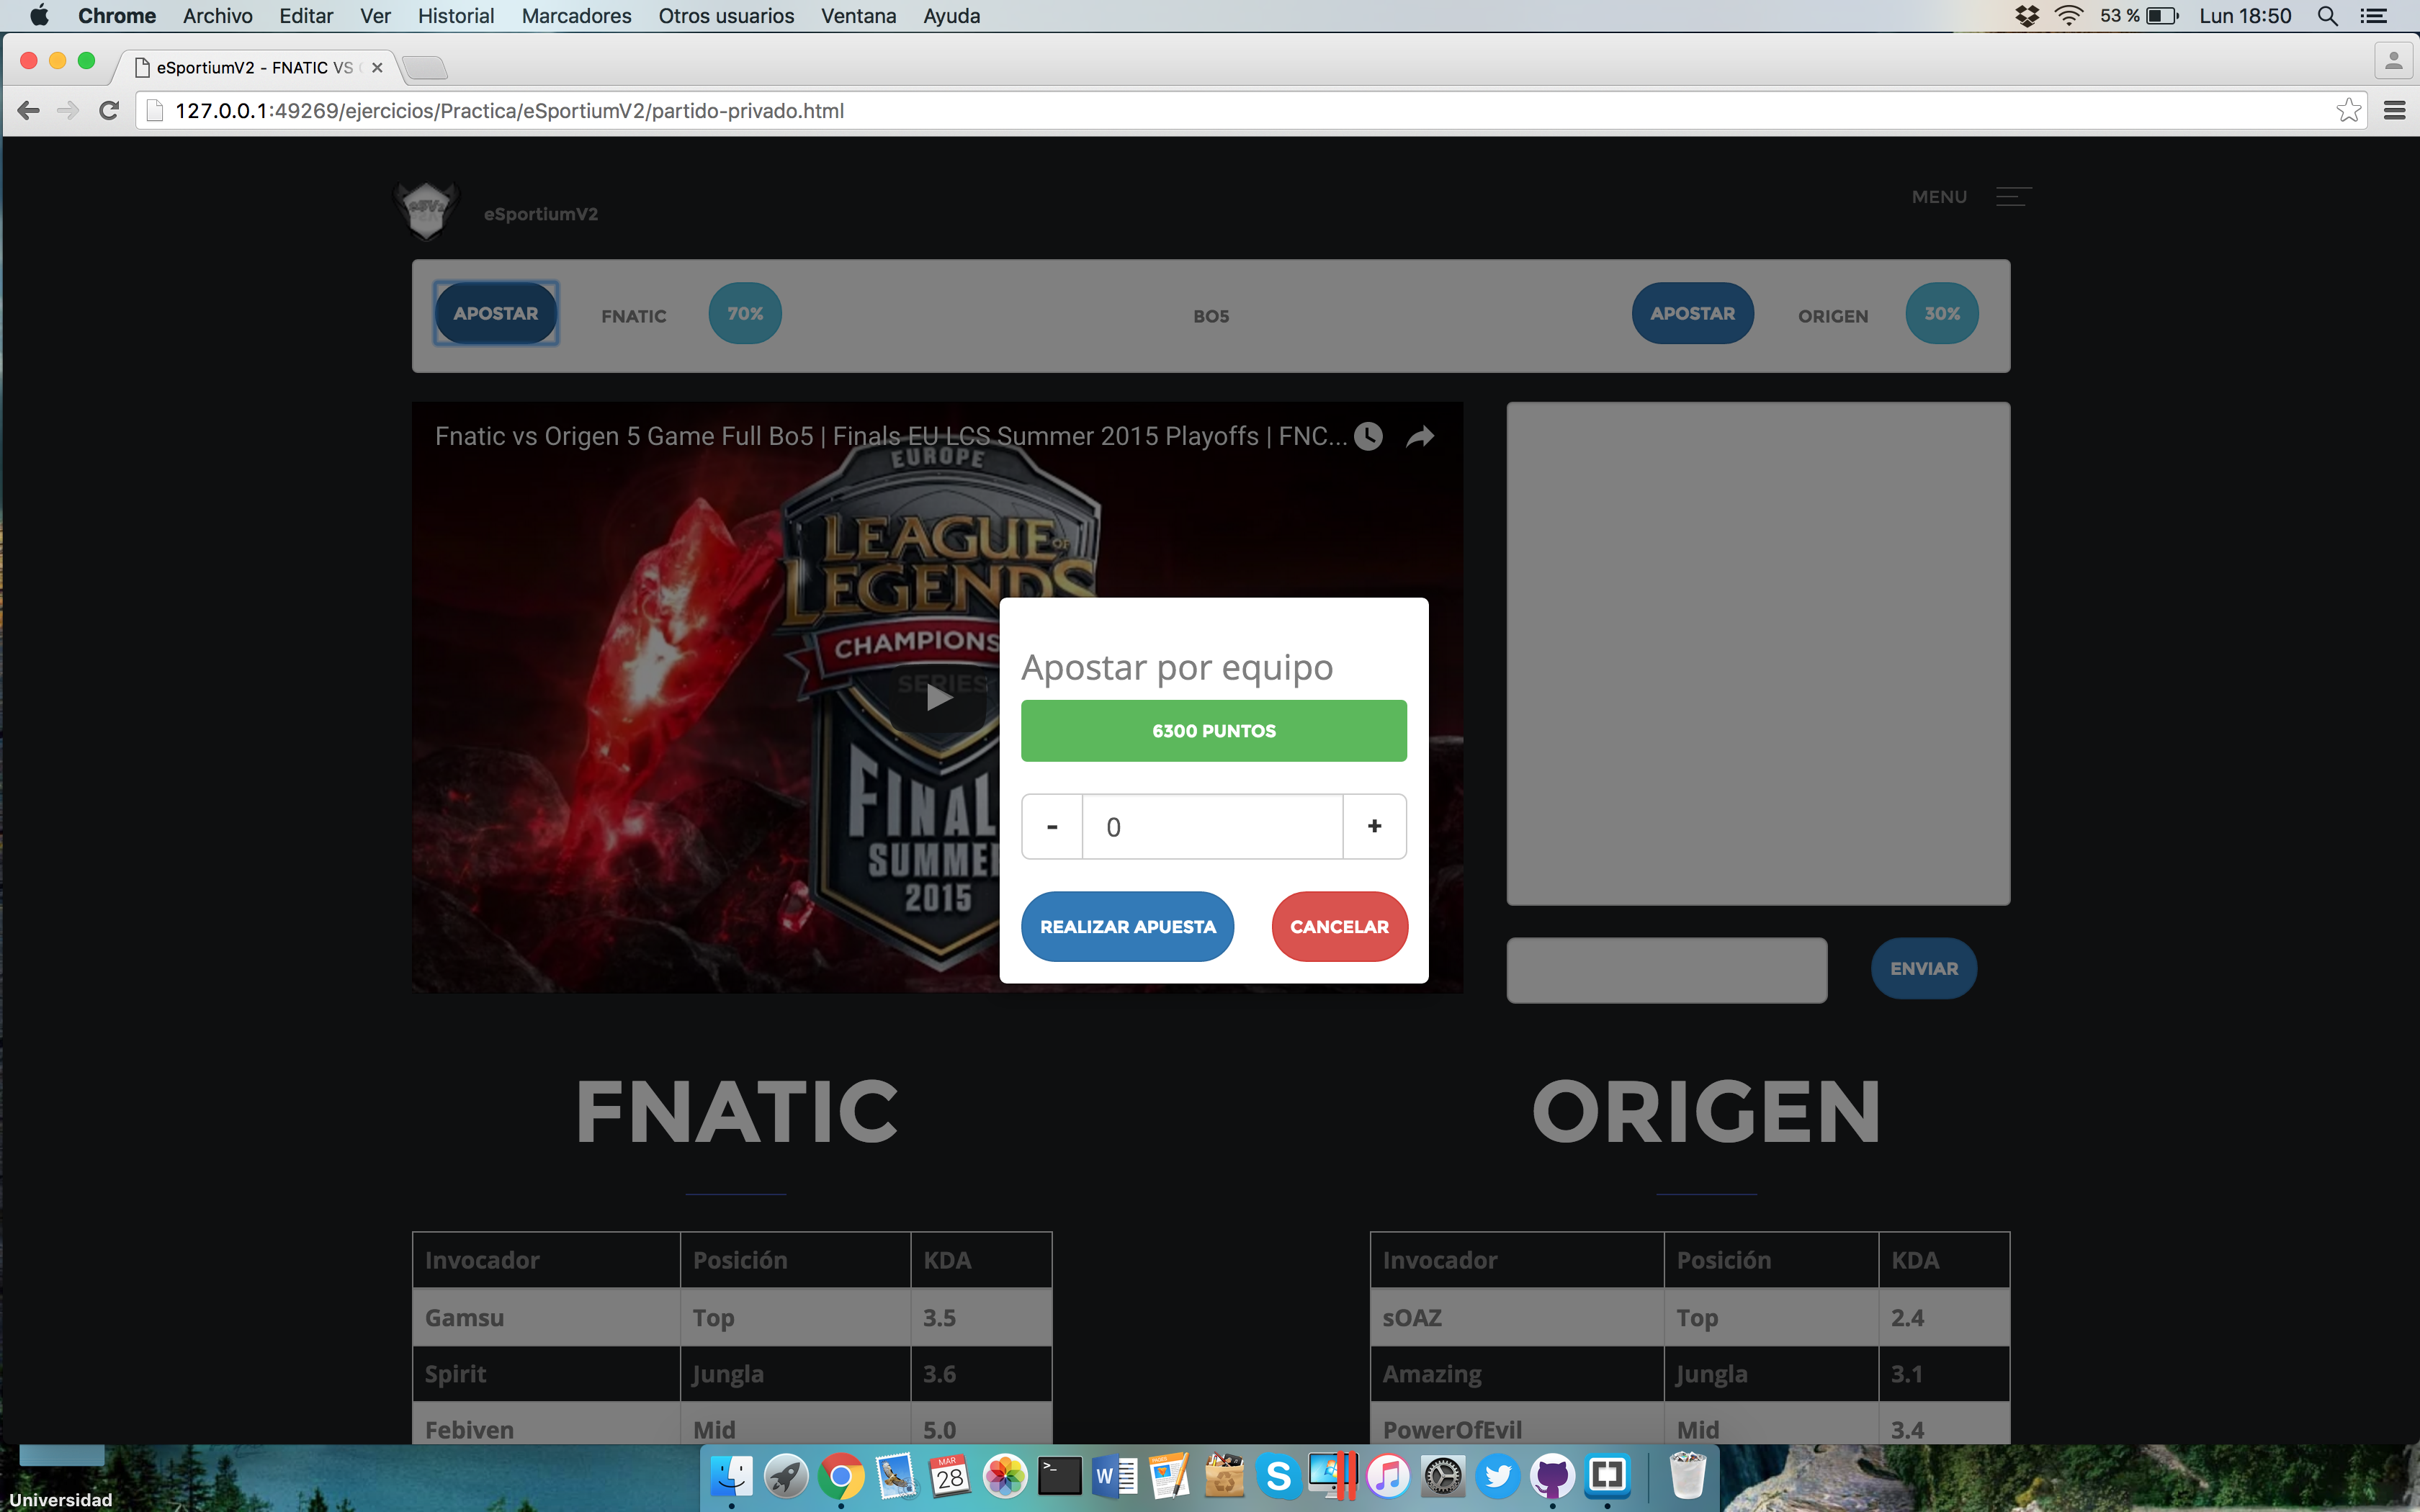 Chrome Archivo Editar Ver Historial Marcadores Otros usuarios Ventana Ayuda 53 % Lun 18:50
eSportiumV2 - FNATIC VS
127.0.0.1:49269/ejercicios/Practica/eSportiumV2/partido-privado.html
eSportiumV2 MENU
APOSTAR FNATIC 70% BO5 APOSTAR ORIGEN 30%
Fnatic vs Origen 5 Game Full Bo5 | Finals EU LCS Summer 2015 Playoffs | FNC...
EUROPE
LEAGUE OF
LEGENDS
CHAMPIONS
SERIES
FINAL
SUMME
2015
Apostar por equipo
6300 PUNTOS
- 0 +
REALIZAR APUESTA CANCELAR
ENVIAR
FNATIC ORIGEN
Invocador Posición KDA Invocador Posición KDA
Gamsu Top 3.5 sOAZ Top 2.4
Spirit Jungla 3.6 Amazing Jungla 3.1
Febiven Mid 5.0 PowerOfEvil Mid 3.4
MAR
28
Universidad